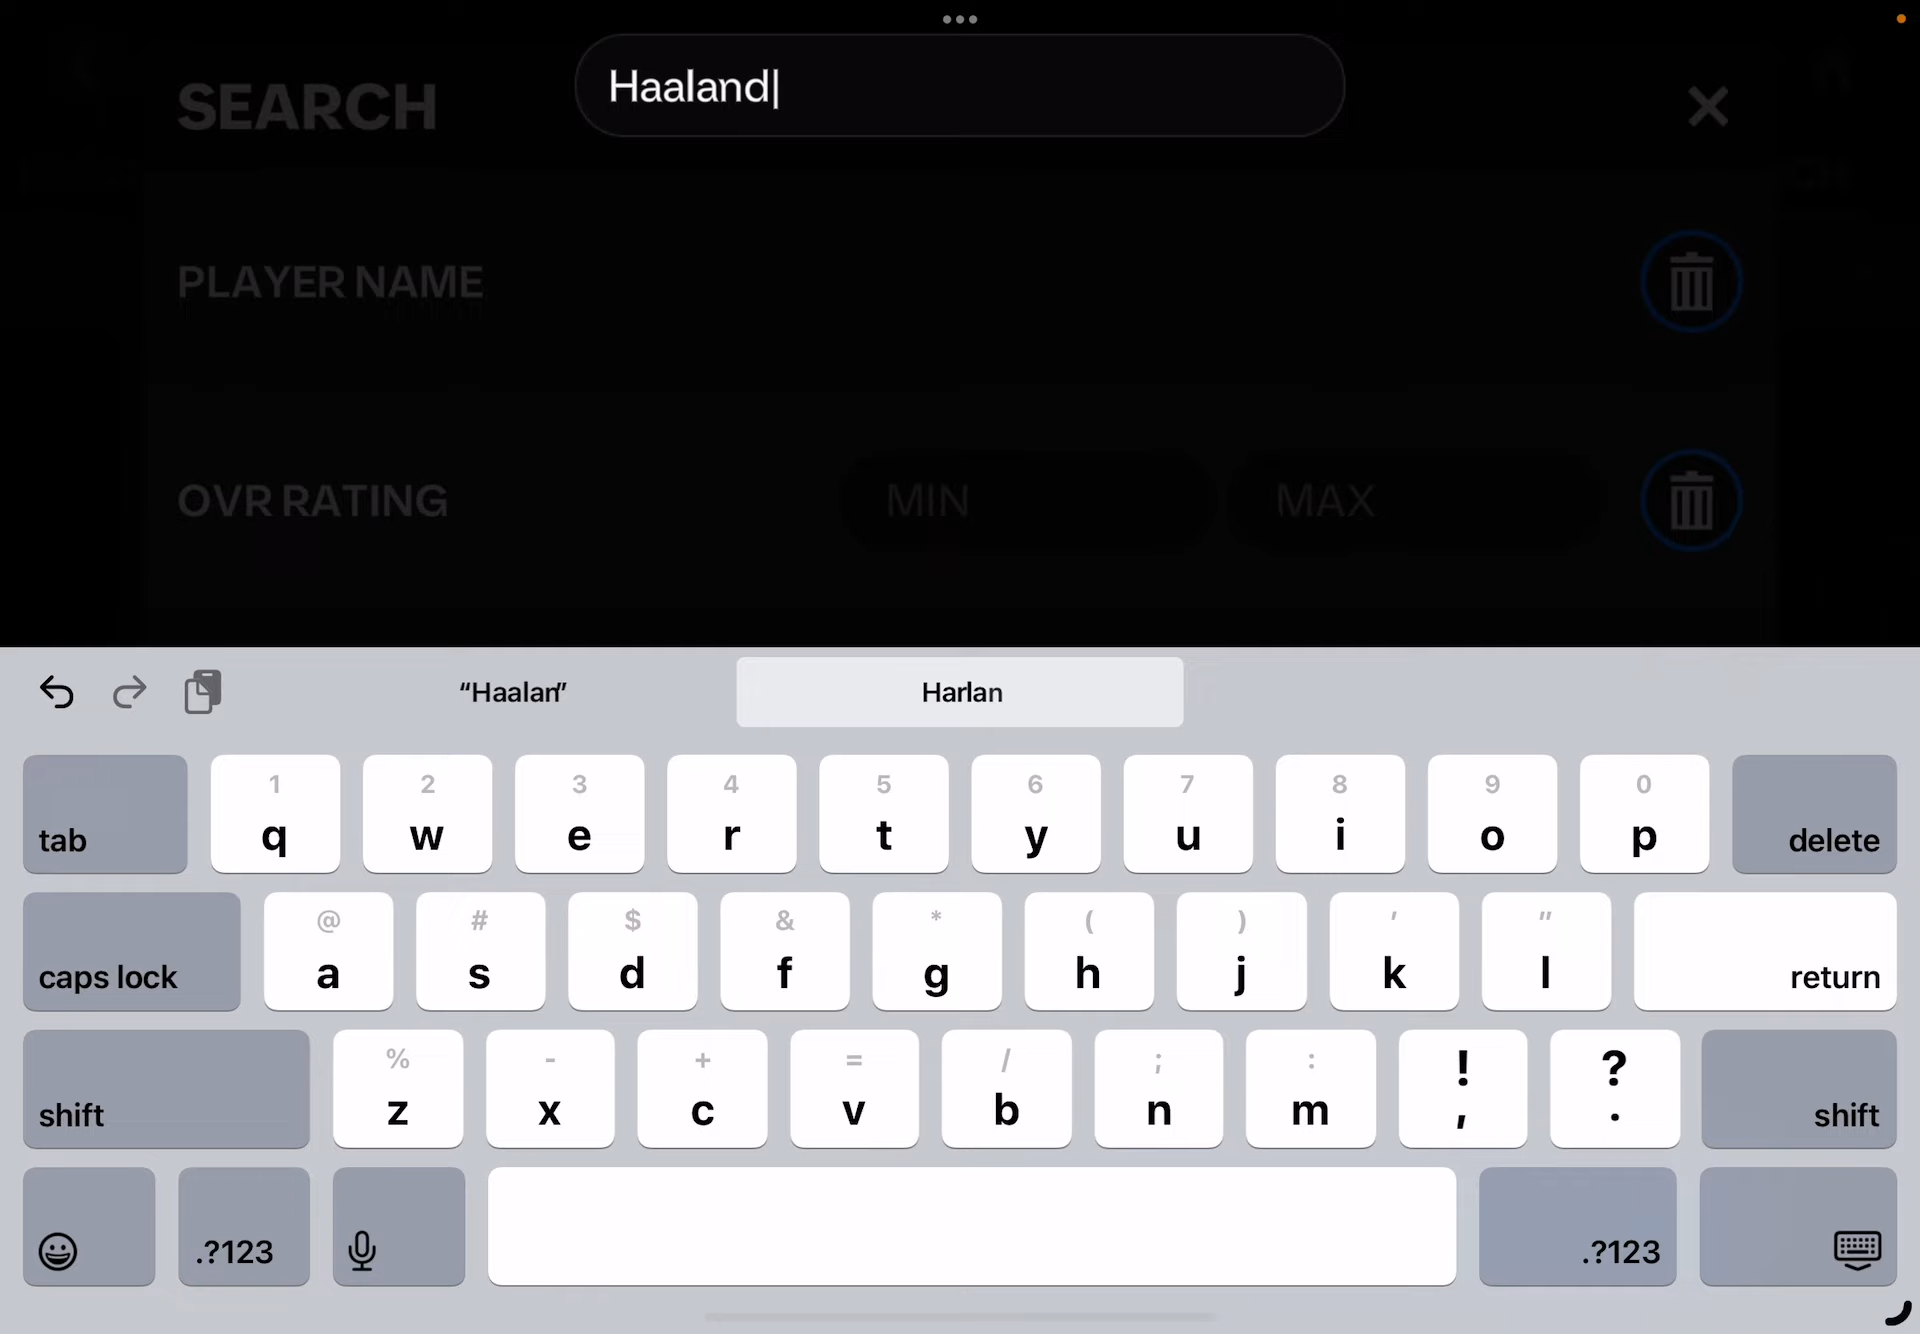 Haaland
SEARCH
PLAYER NAME
OVR RATING MIN MAX
“Haalan” Harlan
tab 1 q 2 w 3 e 4 r 5 t 6 y 7 u 8 i 9 o 0 p delete
caps lock @ a # s $ d & f * g ( h ) j ' k " l return
shift % z - x + c = v / b ; n : m ! , ? . shift
.?123 .?123